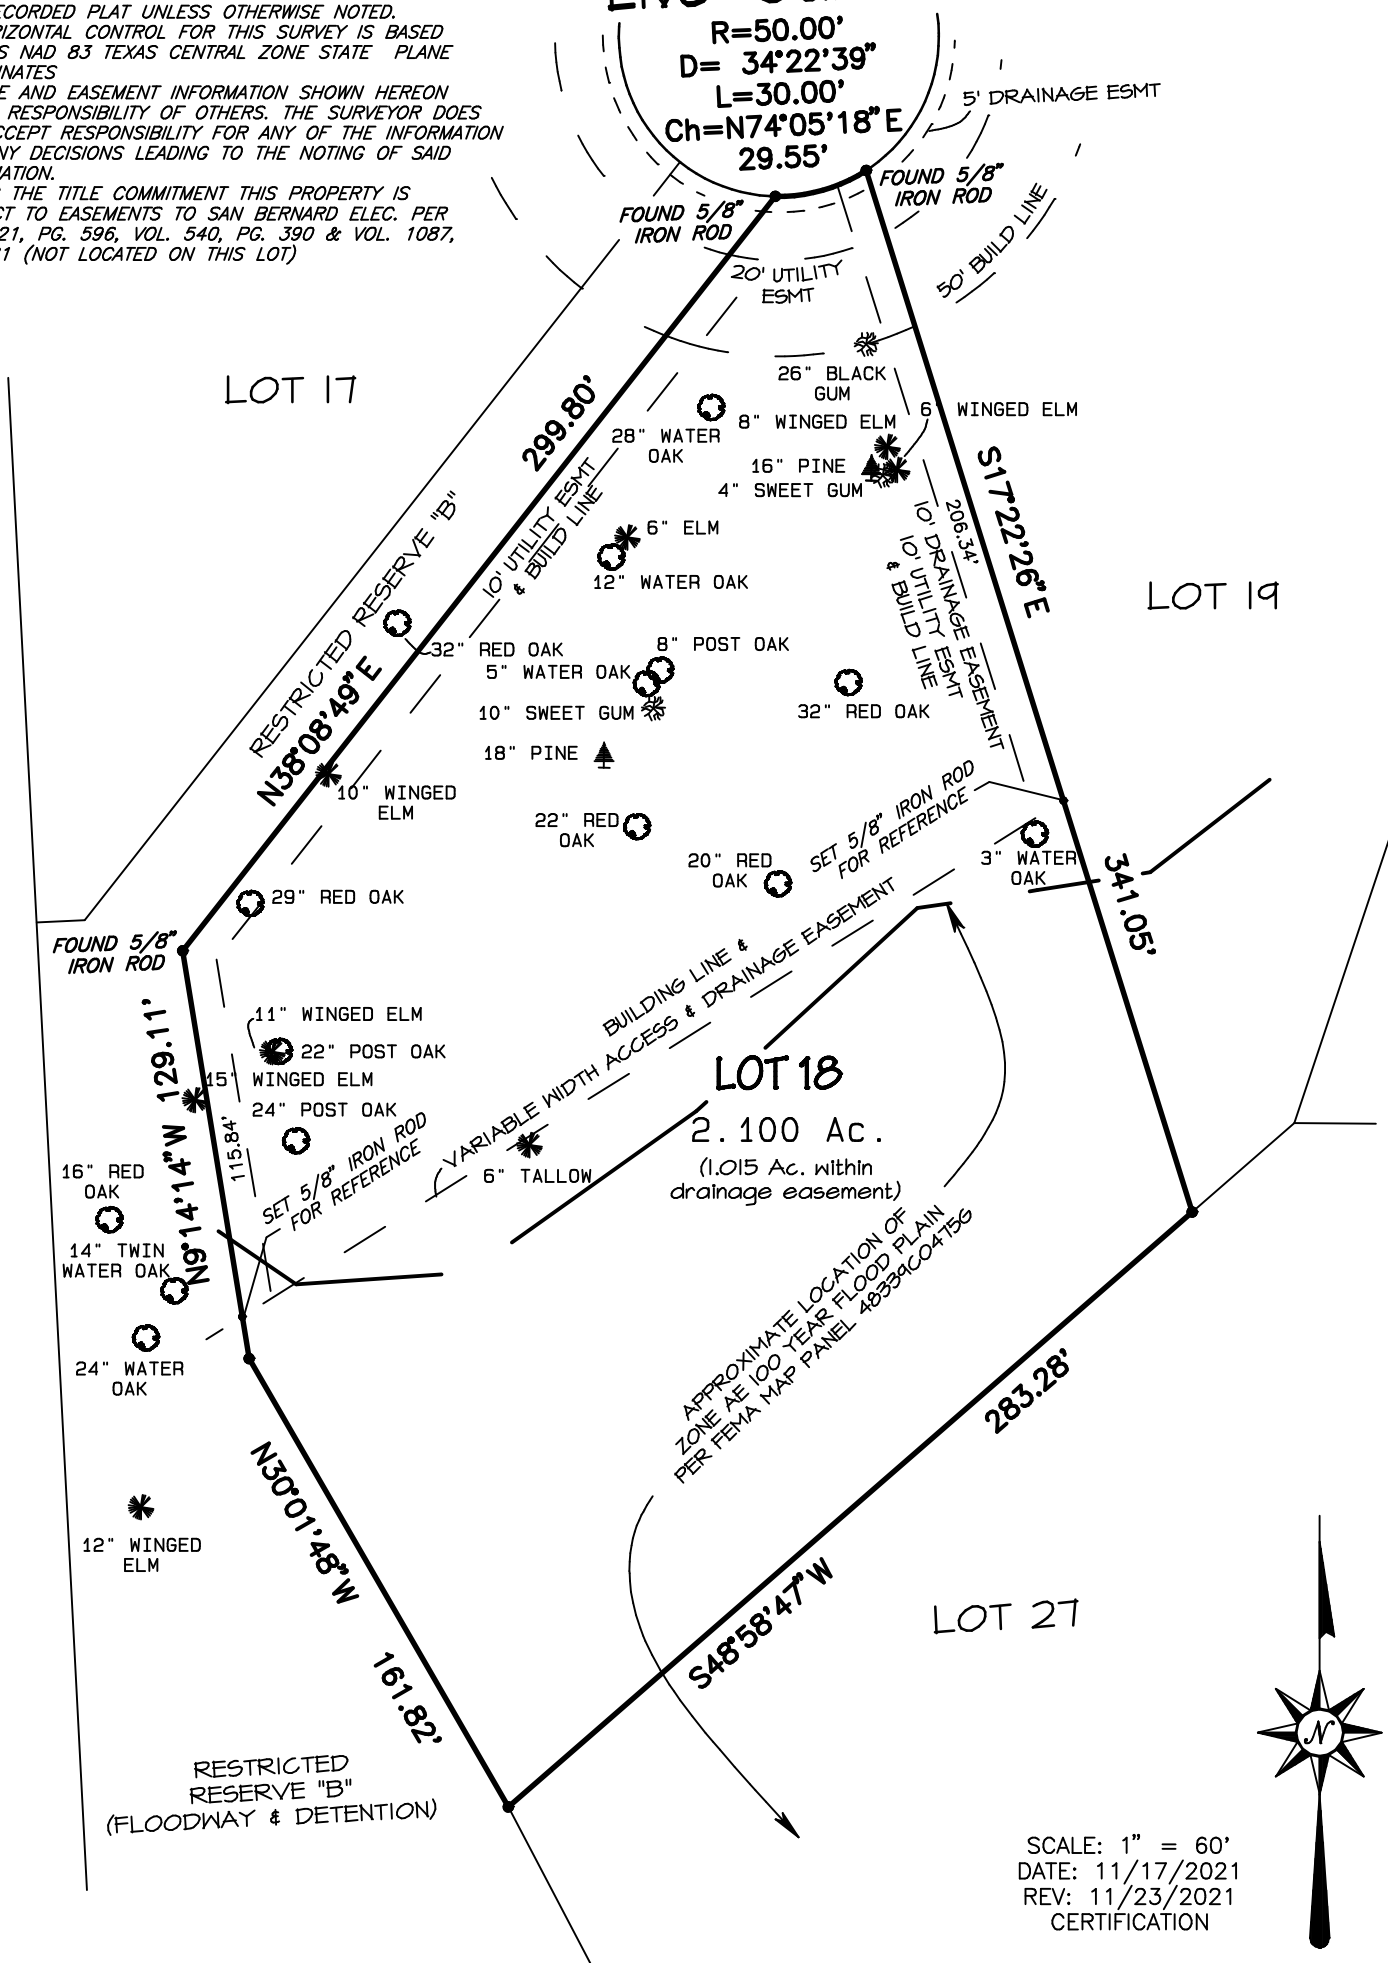 ECORDED PLAT UNLESS OTHERWISE NOTED.
RIZONTAL CONTROL FOR THIS SURVEY IS BASED
S NAD 83 TEXAS CENTRAL ZONE STATE PLANE
NATES
E AND EASEMENT INFORMATION SHOWN HEREON
RESPONSIBILITY OF OTHERS. THE SURVEYOR DOES
CCEPT RESPONSIBILITY FOR ANY OF THE INFORMATION
NY DECISIONS LEADING TO THE NOTING OF SAID
MATION.
THE TITLE COMMITMENT THIS PROPERTY IS
CT TO EASEMENTS TO SAN BERNARD ELEC. PER
21, PG. 596, VOL. 540, PG. 390 & VOL. 1087,
1 (NOT LOCATED ON THIS LOT)
R=50.00'
D= 34°22'39"
L=30.00'
Ch=N74°05'18"E
29.55'
5' DRAINAGE ESMT
FOUND 5/8"
IRON ROD
FOUND 5/8"
IRON ROD
50' BUILD LINE
20' UTILITY
ESMT
LOT 17
299.80'
26" BLACK
GUM
6" WINGED ELM
8" WINGED ELM
28" WATER
OAK
16" PINE
4" SWEET GUM
S17°22'26"E
206.34'
10' DRAINAGE EASEMENT
10' UTILITY ESMT
& BUILD LINE
10' UTILITY ESMT
& BUILD LINE
6" ELM
12" WATER OAK
LOT 19
RESTRICTED RESERVE "B"
N38°08'49"E
32" RED OAK
8" POST OAK
5" WATER OAK
10" SWEET GUM
32" RED OAK
18" PINE
10" WINGED
ELM
22" RED
OAK
20" RED
OAK
SET 5/8" IRON ROD
FOR REFERENCE
3" WATER
OAK
341.05'
29" RED OAK
FOUND 5/8"
IRON ROD
BUILDING LINE &
VARIABLE WIDTH ACCESS & DRAINAGE EASEMENT
11" WINGED ELM
22" POST OAK
15" WINGED ELM
24" POST OAK
N9°14'14"W 129.11'
115.84'
LOT 18
2.100 Ac.
(1.015 Ac. within
drainage easement)
SET 5/8" IRON ROD
FOR REFERENCE
6" TALLOW
16" RED
OAK
14" TWIN
WATER OAK
24" WATER
OAK
APPROXIMATE LOCATION OF
ZONE AE 100 YEAR FLOOD PLAIN
PER FEMA MAP PANEL 48339C0475G
283.28'
N30°01'48"W
161.82'
12" WINGED
ELM
S48°58'47"W
LOT 27
RESTRICTED
RESERVE "B"
(FLOODWAY & DETENTION)
N
SCALE: 1" = 60'
DATE: 11/17/2021
REV: 11/23/2021
CERTIFICATION